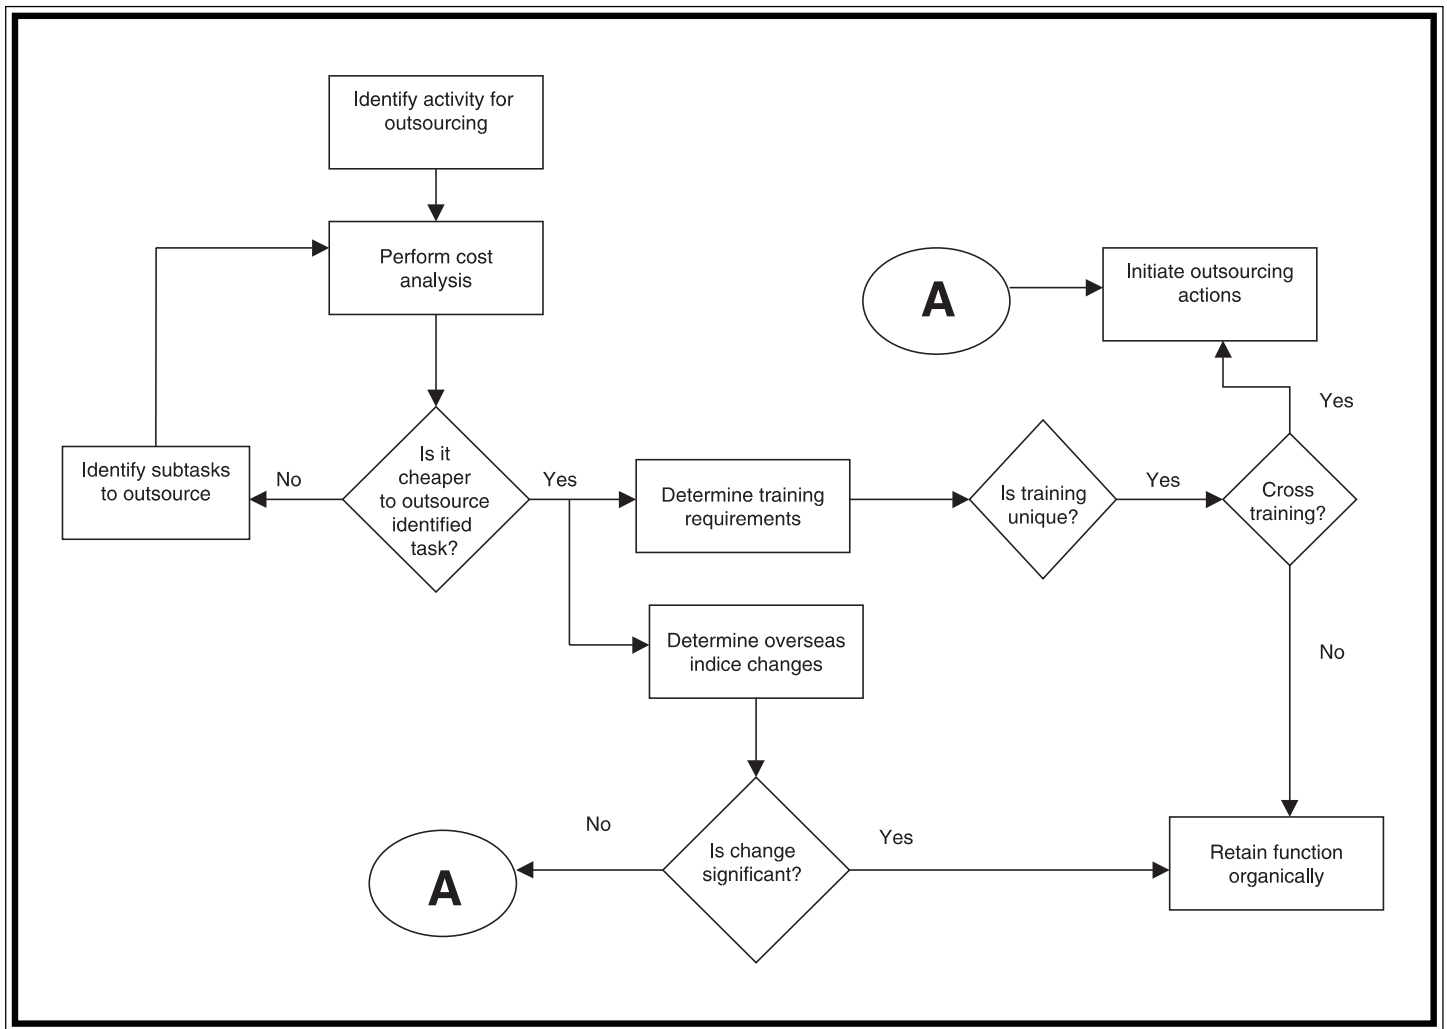 Identify activity for
outsourcing
Perform cost
analysis
A
Initiate outsourcing
actions
Yes
Identify subtasks
to outsource
No
Is it
cheaper
to outsource
identified
task?
Yes
Determine training
requirements
Is training
unique?
Yes
Cross
training?
Determine overseas
indice changes
No
No
A
Is change
significant?
Yes
Retain function
organically